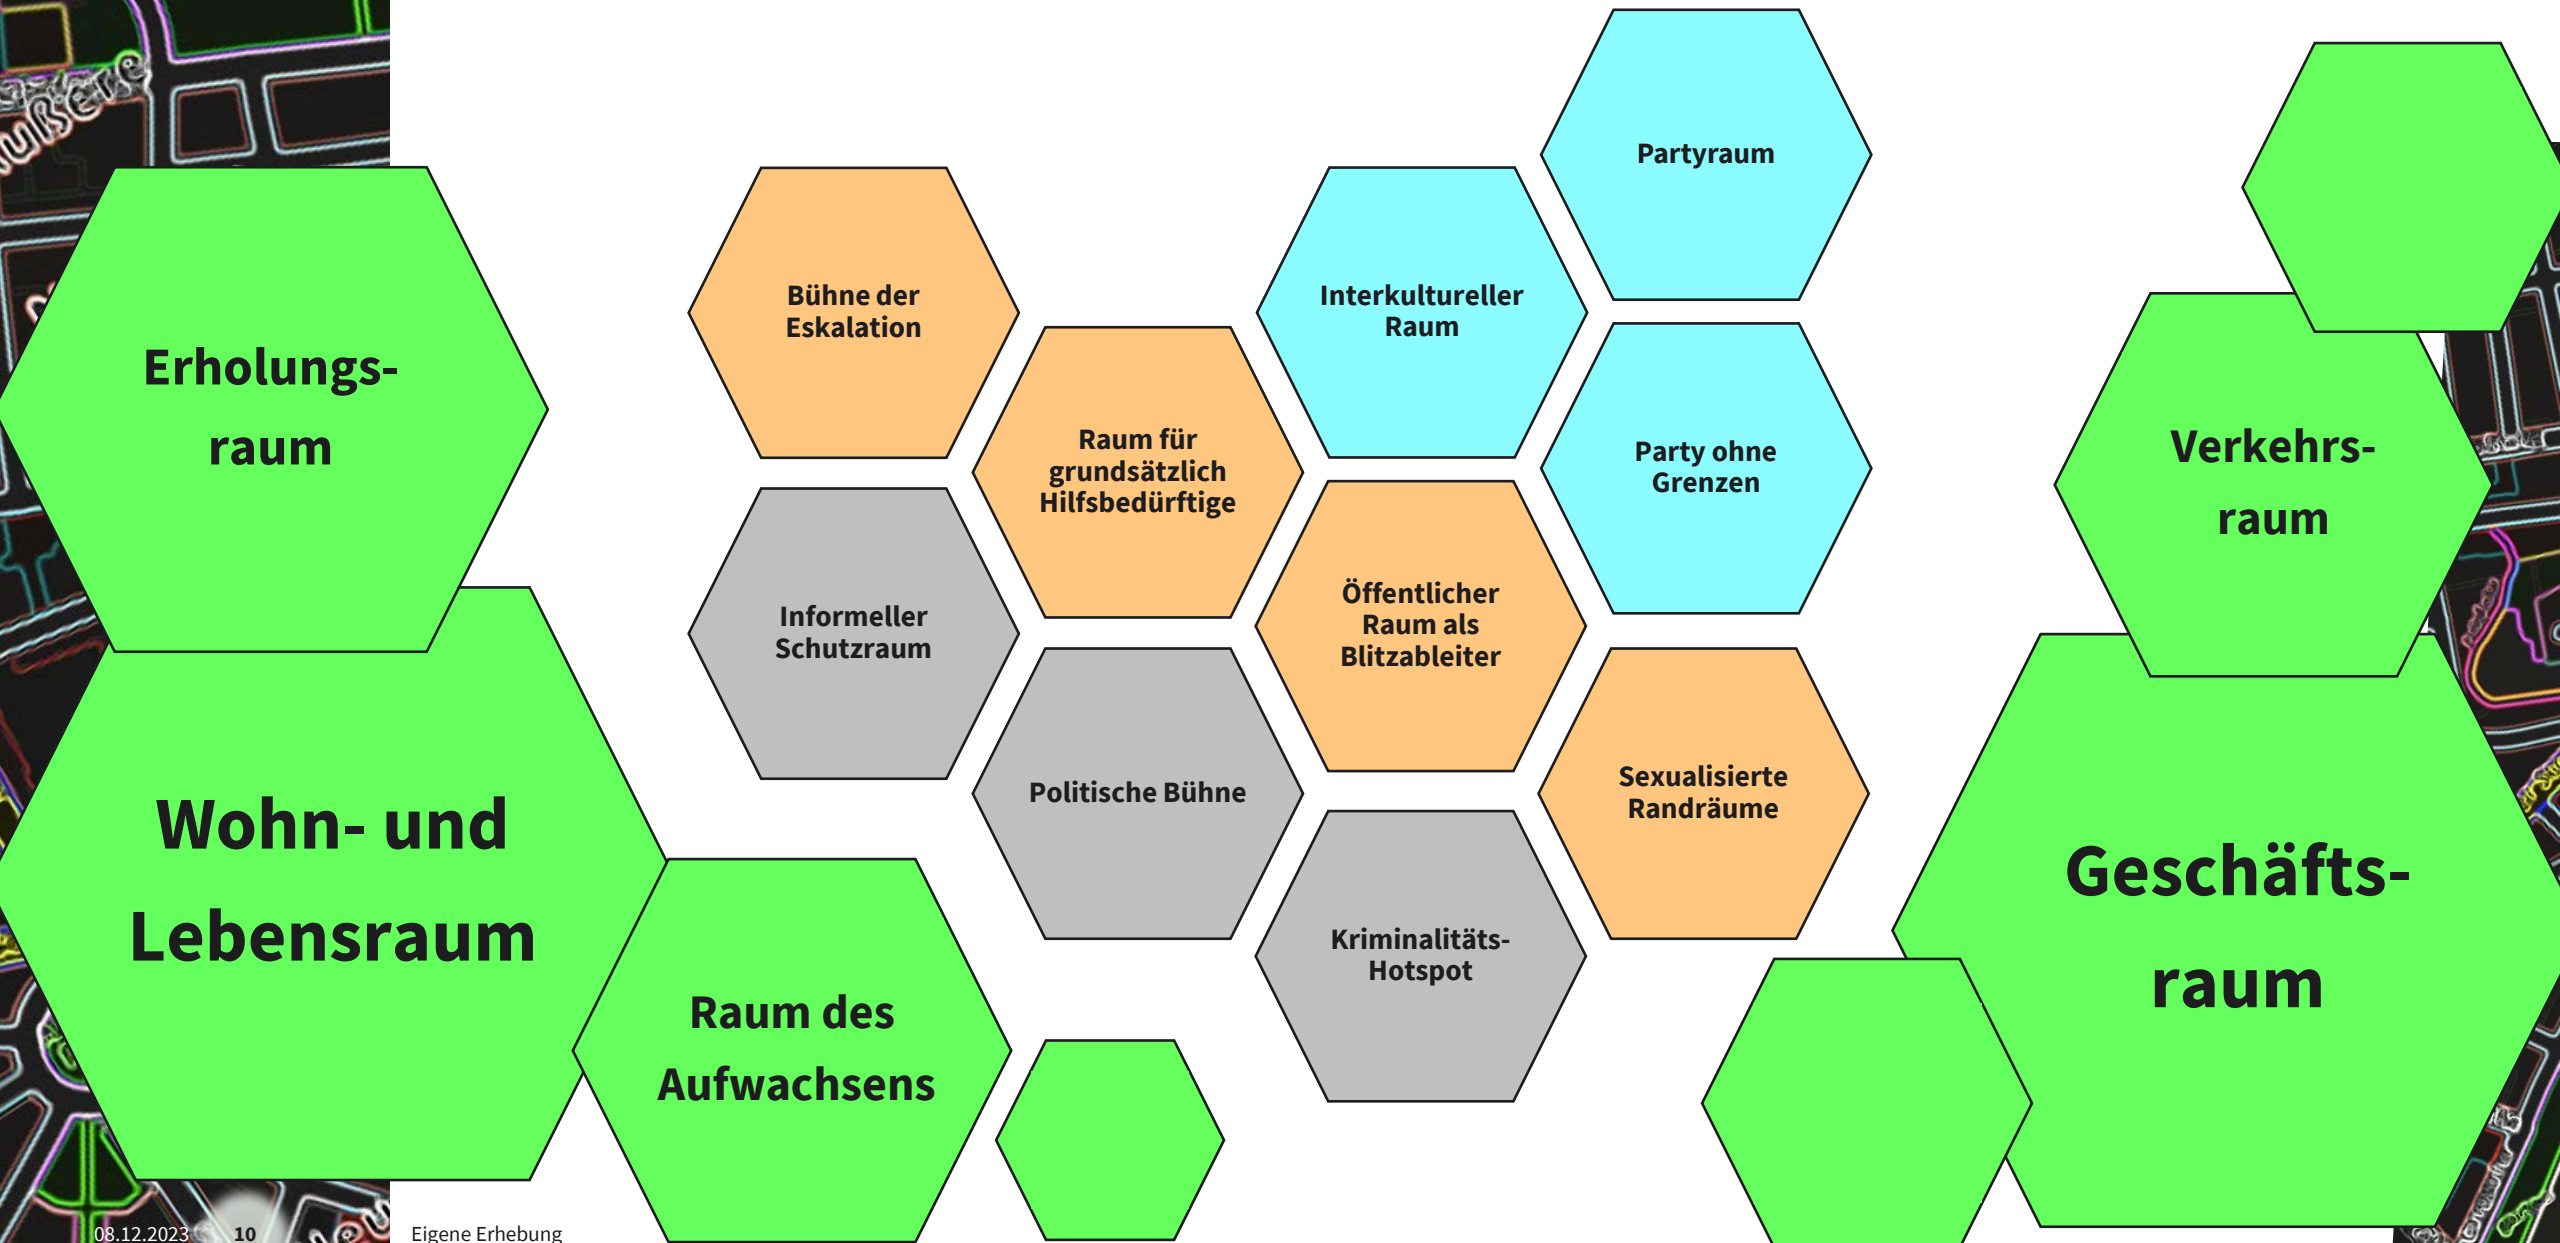 ußere
Partyraum
Bühne der
Eskalation
Interkultureller
Raum
Erholungs-
raum
Raum für
grundsätzlich
Hilfsbedürftige
Party ohne
Grenzen
Verkehrs-
raum
Informeller
Schutzraum
Öffentlicher
Raum als
Blitzableiter
Politische Bühne
Sexualisierte
Randräume
Wohn- und
Lebensraum
Geschäfts-
raum
Kriminalitäts-
Hotspot
Raum des
Aufwachsens
08.12.2023
10
Eigene Erhebung